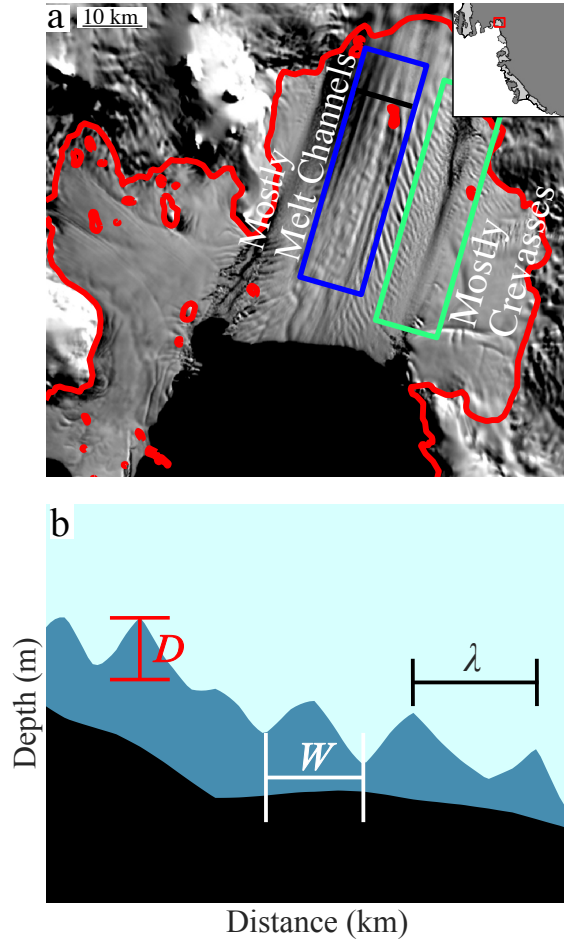 a
10 km
Mostly
Melt Channels
Mostly
Crevasses
b
D
λ
W
Depth (m)
Distance (km)